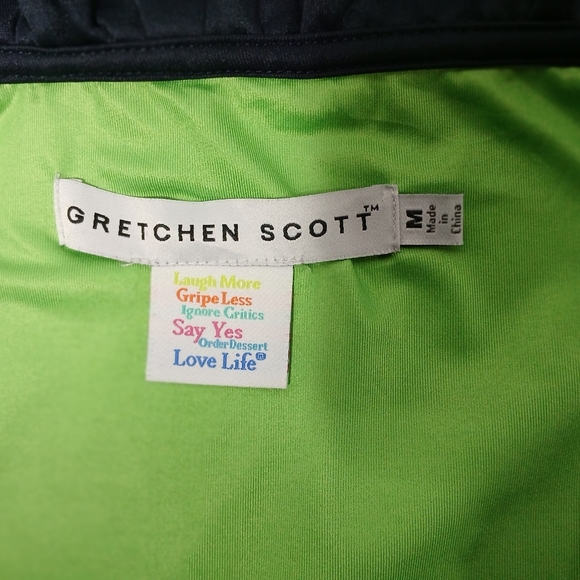 GRETCHEN SCOTT™
M
Made
in
China
Laugh More
Gripe Less
Ignore Critics
Say Yes
Order Dessert
Love Life®